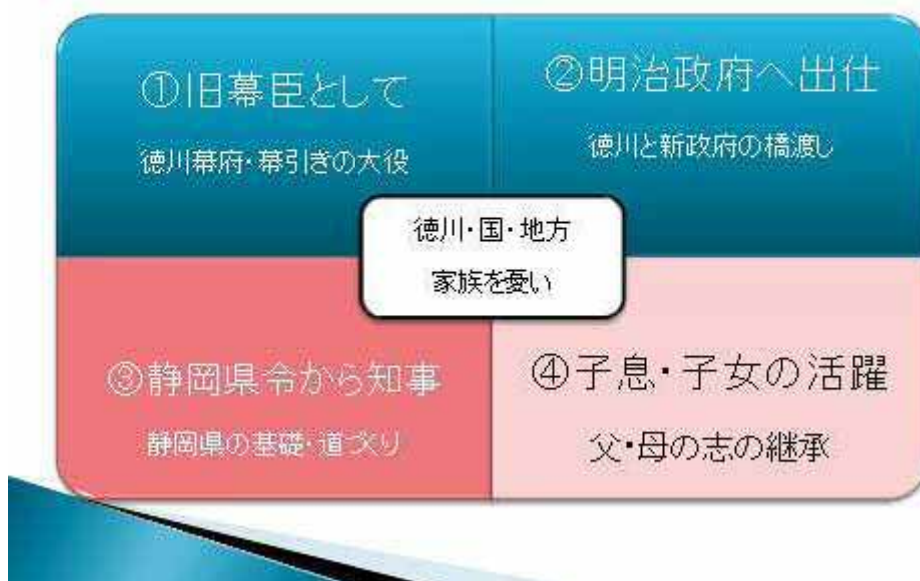 ①旧幕臣として
徳川幕府・幕引きの大役
②明治政府へ出仕
徳川と新政府の橋渡し
徳川・国・地方
家族を憂い
③静岡県令から知事
静岡県の基礎・道づくり
④子息・子女の活躍
父・母の志の継承